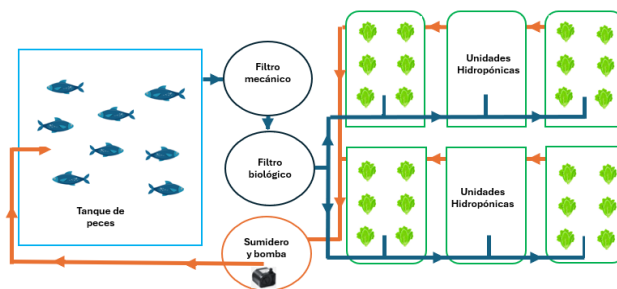 Filtro
mecánico
Unidades
Hidropónicas
Filtro
biológico
Unidades
Hidropónicas
Tanque de
peces
Sumidero
y bomba